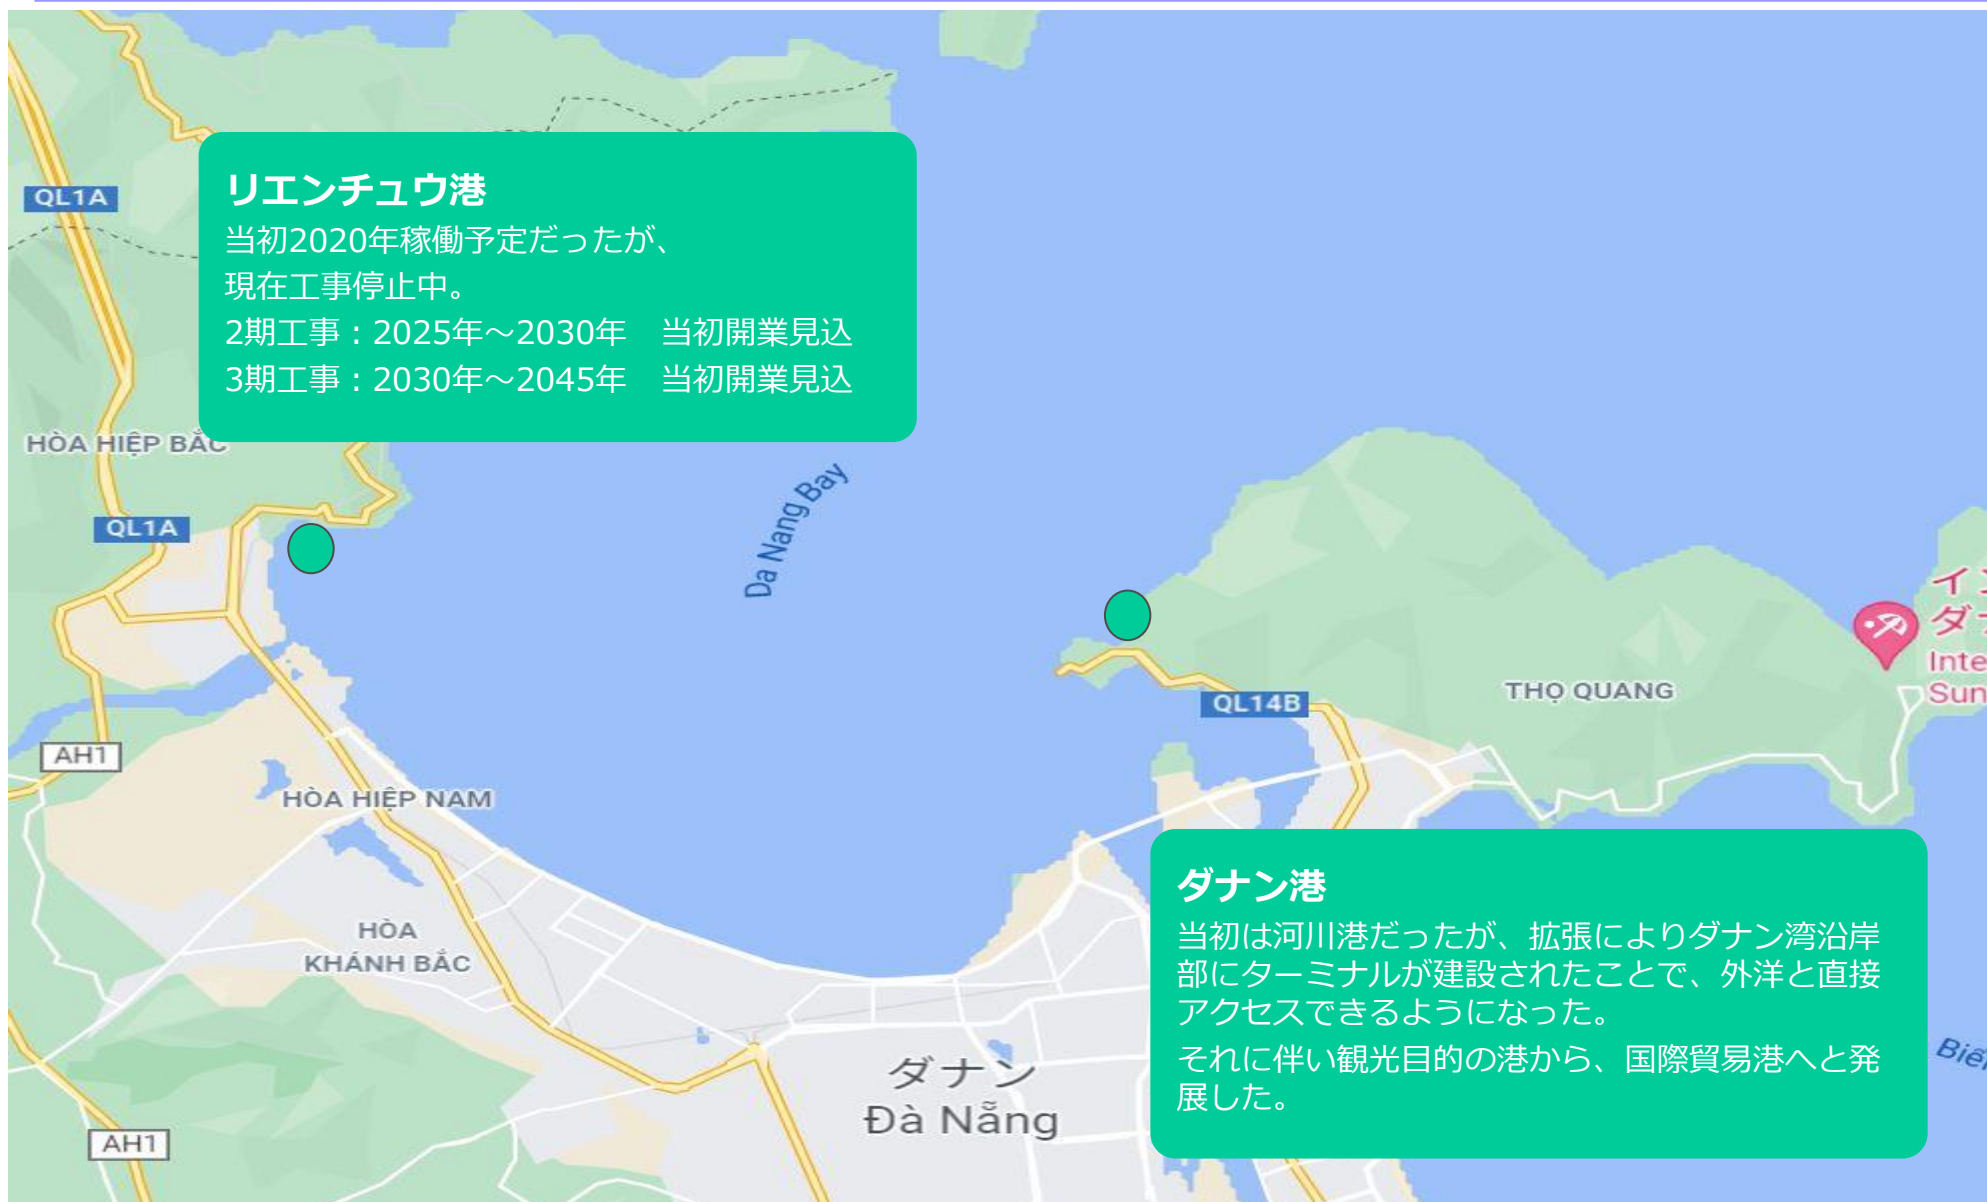 QL1A
リエンチュウ港
当初2020年稼働予定だったが、
現在工事停止中。
2期工事：2025年～2030年　当初開業見込
3期工事：2030年～2045年　当初開業見込
HÒA HIỆP BẮC
QL1A
Da Nang Bay
QL14B
THỌ QUANG
Inte
Sun
AH1
HÒA HIỆP NAM
HÒA
KHÁNH BẮC
ダナン港
当初は河川港だったが、拡張によりダナン湾沿岸
部にターミナルが建設されたことで、外洋と直接
アクセスできるようになった。
それに伴い観光目的の港から、国際貿易港へと発
展した。
ダナン
Đà Nẵng
AH1